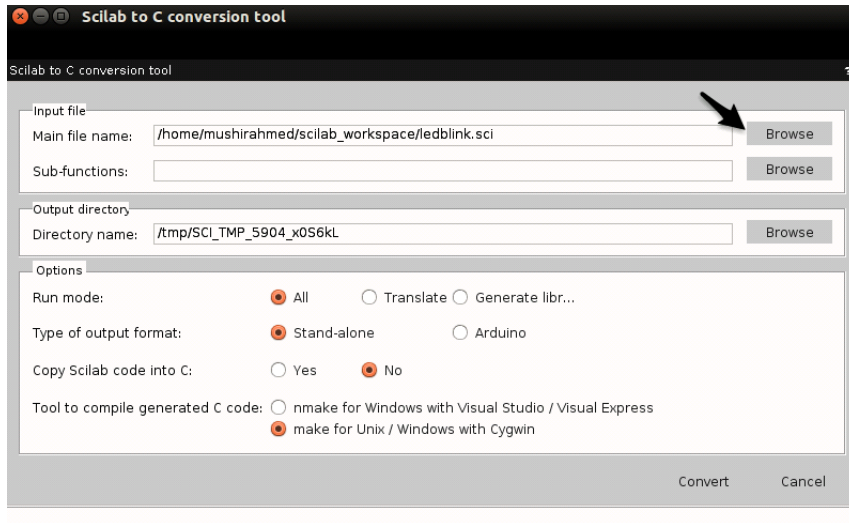 Scilab to C conversion tool
Scilab to C conversion tool ?
Input file
Main file name: /home/mushirahmed/scilab_workspace/ledblink.sci Browse
Sub-functions: Browse
Output directory
Directory name: /tmp/SCI_TMP_5904_x0S6kL Browse
Options
Run mode: All Translate Generate libr...
Type of output format: Stand-alone Arduino
Copy Scilab code into C: Yes No
Tool to compile generated C code: nmake for Windows with Visual Studio / Visual Express
make for Unix / Windows with Cygwin
Convert Cancel